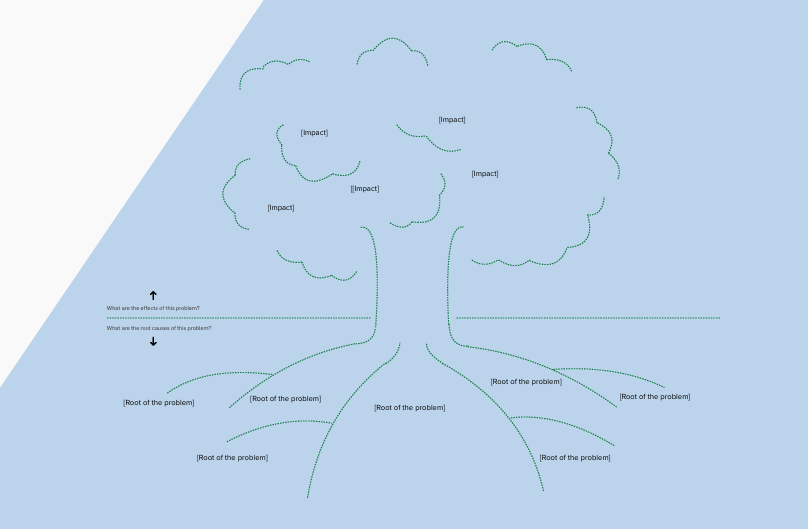 [Impact]
[Impact]
[Impact]
[[Impact]
[Impact]
What are the effects of this problem?
What are the root causes of this problem?
[Root of the problem]
[Root of the problem]
[Root of the problem]
[Root of the problem]
[Root of the problem]
[Root of the problem]
[Root of the problem]